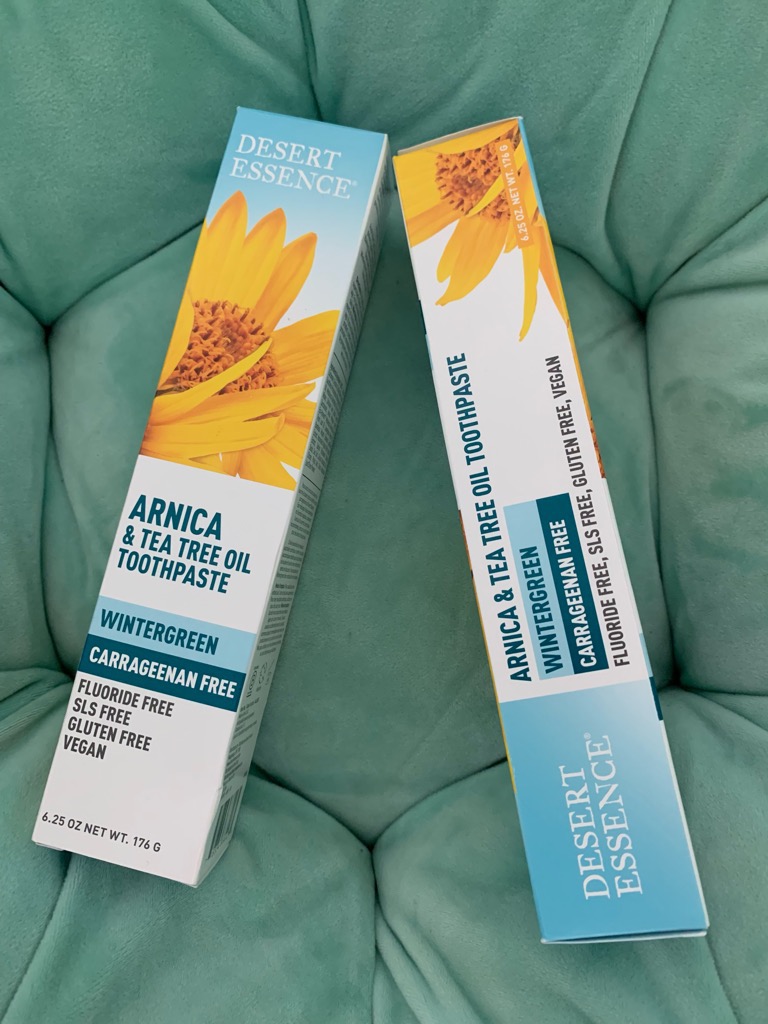 DESERT
ESSENCE®
ARNICA
& TEA TREE OIL
TOOTHPASTE
WINTERGREEN
CARRAGEENAN FREE
FLUORIDE FREE
SLS FREE
GLUTEN FREE
VEGAN
6.25 OZ NET WT. 176 G
6.25 OZ. NET WT. 176 G
ARNICA & TEA TREE OIL TOOTHPASTE
WINTERGREEN
CARRAGEENAN FREE
FLUORIDE FREE, SLS FREE, GLUTEN FREE, VEGAN
DESERT
ESSENCE®